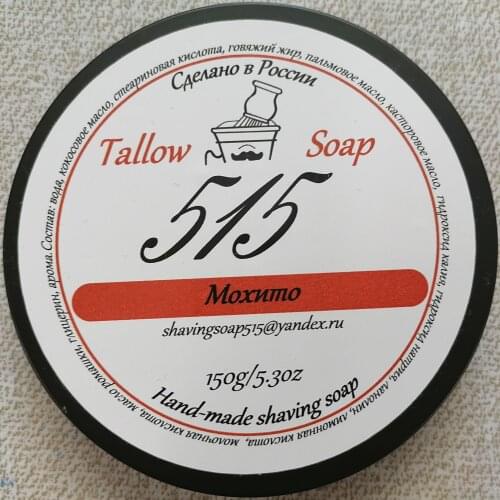 Состав: вода, кокосовое масло, стеариновая кислота, говяжий жир, пальмовое масло, касторовое масло, гидроксид калия, гидроксид натрия, ланолин, лимонная кислота, молочная кислота, масло ромашки, глицерин, арома.
Сделано в России
Tallow Soap
515
Мохито
shavingsoap515@yandex.ru
150g/5.3oz
Hand-made shaving soap